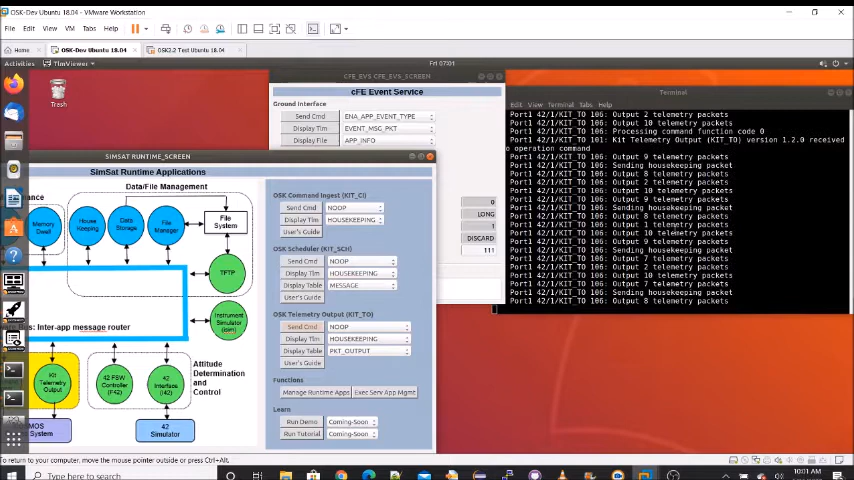 OSK-Dev Ubuntu 18.04 - VMware Workstation
File Edit View VM Tabs Help
Home OSK-Dev Ubuntu 18.04 OSK2.2 Test Ubuntu 18.04
Activities TlmViewer Fri 07:01
Trash
CFE_EVS CFE_EVS_SCREEN
cFE Event Service
Ground Interface
Send Cmd ENA_APP_EVENT_TYPE
Display Tlm EVENT_MSG_PKT
Display File APP_INFO
0
LONG
1
DISCARD
111
SIMSAT RUNTIME_SCREEN
SimSat Runtime Applications
Data/File Management
Memory
Dwell
House
Keeping
Data
Storage
File
Manager
File
System
TFTP
Instrument
Simulator
Bus: Inter-app message router
Kit
Telemetry
Output
42 FSW
Controller
(F42)
42
Interface
(I42)
Attitude
Determination
and
Control
42
Simulator
OSK Command Ingest (KIT_CI)
Send Cmd NOOP
Display Tlm HOUSEKEEPING
User's Guide
OSK Scheduler (KIT_SCH)
Send Cmd NOOP
Display Tlm HOUSEKEEPING
Display Table MESSAGE
User's Guide
OSK Telemetry Output (KIT_TO)
Send Cmd NOOP
Display Tlm HOUSEKEEPING
Display Table PKT_OUTPUT
User's Guide
Functions
Manage Runtime Apps Exec Serv App Mgmt
Learn
Run Demo Coming-Soon
Run Tutorial Coming-Soon
Terminal
Edit View Terminal Tabs Help
Port1 42/1/KIT_TO 106: Output 2 telemetry packets
Port1 42/1/KIT_TO 106: Output 10 telemetry packets
Port1 42/1/KIT_TO 106: Processing command function code 0
Port1 42/1/KIT_TO 101: Kit Telemetry Output (KIT_TO) version 1.2.0 received
o operation command
Port1 42/1/KIT_TO 106: Output 9 telemetry packets
Port1 42/1/KIT_TO 106: Sending housekeeping packet
Port1 42/1/KIT_TO 106: Output 8 telemetry packets
Port1 42/1/KIT_TO 106: Output 2 telemetry packets
Port1 42/1/KIT_TO 106: Output 10 telemetry packets
Port1 42/1/KIT_TO 106: Output 9 telemetry packets
Port1 42/1/KIT_TO 106: Sending housekeeping packet
Port1 42/1/KIT_TO 106: Output 8 telemetry packets
Port1 42/1/KIT_TO 106: Output 1 telemetry packets
Port1 42/1/KIT_TO 106: Output 10 telemetry packets
Port1 42/1/KIT_TO 106: Output 9 telemetry packets
Port1 42/1/KIT_TO 106: Sending housekeeping packet
Port1 42/1/KIT_TO 106: Output 7 telemetry packets
Port1 42/1/KIT_TO 106: Output 2 telemetry packets
Port1 42/1/KIT_TO 106: Output 10 telemetry packets
Port1 42/1/KIT_TO 106: Output 7 telemetry packets
Port1 42/1/KIT_TO 106: Sending housekeeping packet
Port1 42/1/KIT_TO 106: Output 8 telemetry packets
To return to your computer, move the mouse pointer outside or press Ctrl+Alt.
Type here to search
10:01 AM